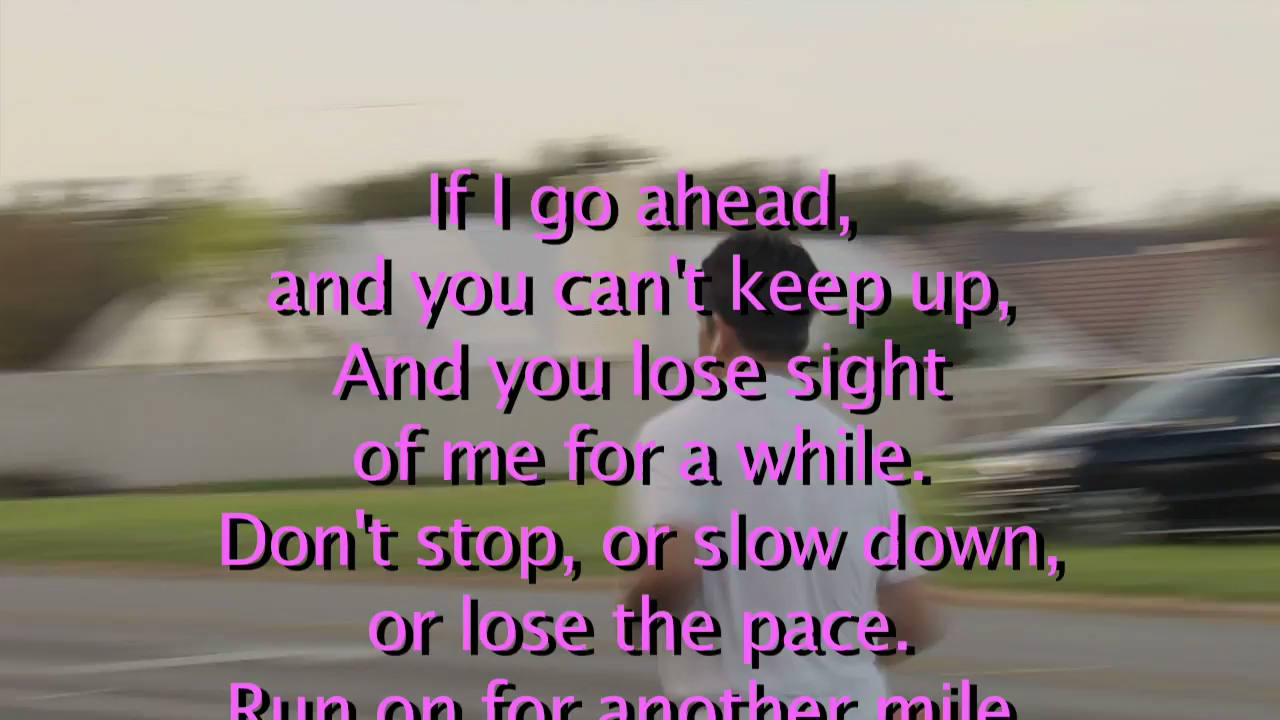 If I go ahead,
and you can't keep up,
And you lose sight
of me for a while.
Don't stop, or slow down,
or lose the pace.
Run on for another mile